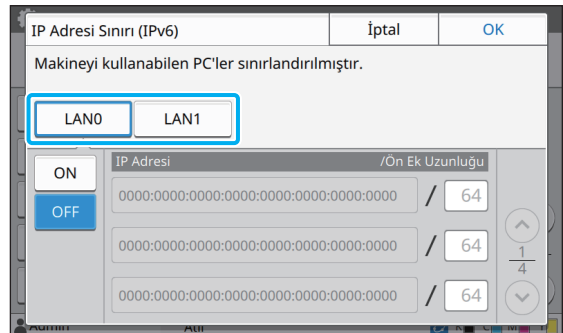 IP Adresi Sınırı (IPv6) İptal OK
Makineyi kullanabilen PC'ler sınırlandırılmıştır.
LAN0 LAN1
ON IP Adresi /Ön Ek Uzunluğu
OFF 0000:0000:0000:0000:0000:0000:0000:0000 / 64
0000:0000:0000:0000:0000:0000:0000:0000 / 64
1
4
0000:0000:0000:0000:0000:0000:0000:0000 / 64
Admin Atıl K C M